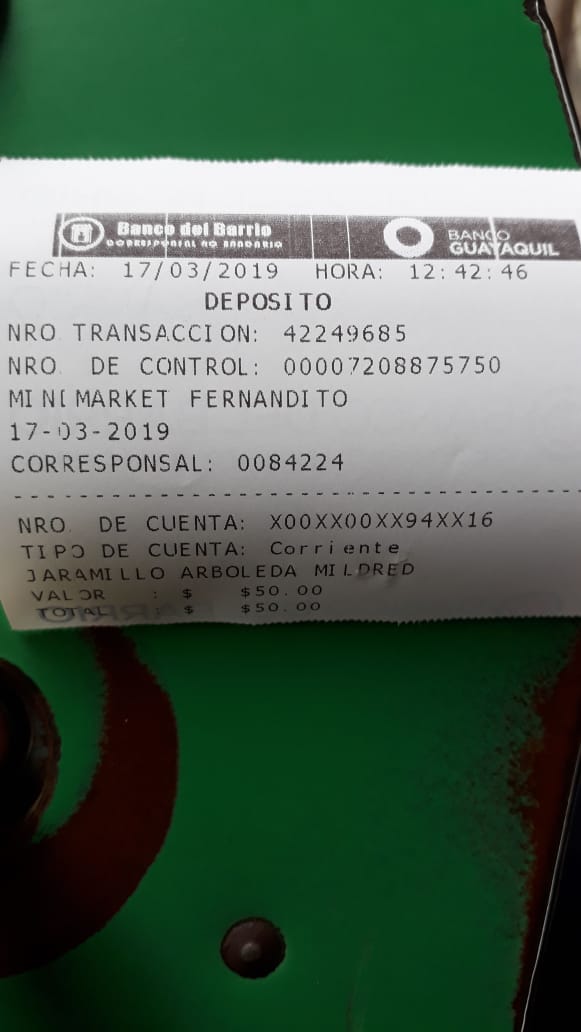 Banco del Barrio
CORRESPONSAL NO BANCARIO
BANCO
GUAYAQUIL
FECHA: 17/03/2019 HORA: 12:42:46
DEPOSITO
NRO. TRANSACCION: 42249685
NRO. DE CONTROL: 00007208875750
MINIMARKET FERNANDITO
17-03-2019
CORRESPONSAL: 0084224
NRO. DE CUENTA: X00XX00XX94XX16
TIPO DE CUENTA: Corriente
JARAMILLO ARBOLEDA MILDRED
VALOR : $ $50.00
TOTAL $ $50.00